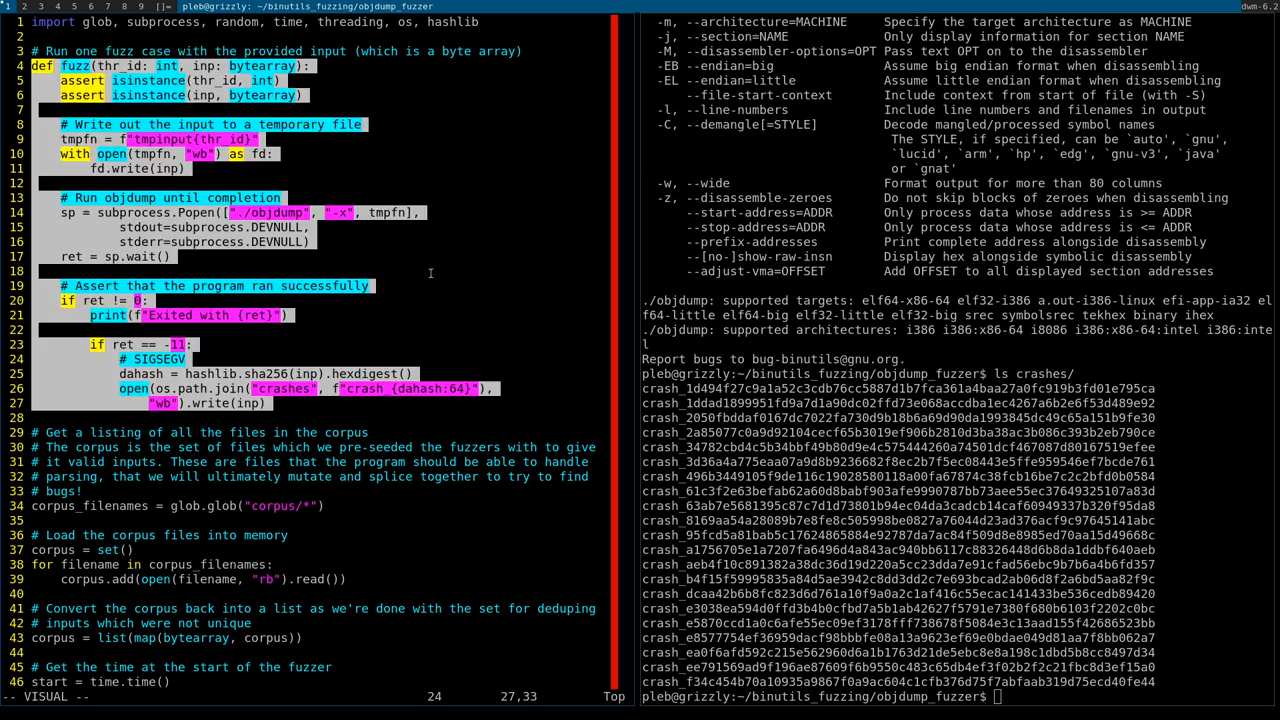 1 2 3 4 5 6 7 8 9 []= pleb@grizzly: ~/binutils_fuzzing/objdump_fuzzer dwm-6.2
1 import glob, subprocess, random, time, threading, os, hashlib
2
3 # Run one fuzz case with the provided input (which is a byte array)
4 def fuzz(thr_id: int, inp: bytearray):
5     assert isinstance(thr_id, int)
6     assert isinstance(inp, bytearray)
7
8     # Write out the input to a temporary file
9     tmpfn = f"tmpinput{thr_id}"
10     with open(tmpfn, "wb") as fd:
11         fd.write(inp)
12
13     # Run objdump until completion
14     sp = subprocess.Popen(["./objdump", "-x", tmpfn],
15             stdout=subprocess.DEVNULL,
16             stderr=subprocess.DEVNULL)
17     ret = sp.wait()
18
19     # Assert that the program ran successfully
20     if ret != 0:
21         print(f"Exited with {ret}")
22
23         if ret == -11:
24             # SIGSEGV
25             dahash = hashlib.sha256(inp).hexdigest()
26             open(os.path.join("crashes", f"crash_{dahash:64}"),
27                 "wb").write(inp)
28
29 # Get a listing of all the files in the corpus
30 # The corpus is the set of files which we pre-seeded the fuzzers with to give
31 # it valid inputs. These are files that the program should be able to handle
32 # parsing, that we will ultimately mutate and splice together to try to find
33 # bugs!
34 corpus_filenames = glob.glob("corpus/*")
35
36 # Load the corpus files into memory
37 corpus = set()
38 for filename in corpus_filenames:
39     corpus.add(open(filename, "rb").read())
40
41 # Convert the corpus back into a list as we're done with the set for deduping
42 # inputs which were not unique
43 corpus = list(map(bytearray, corpus))
44
45 # Get the time at the start of the fuzzer
46 start = time.time()
-- VISUAL -- 24 27,33 Top
-m, --architecture=MACHINE Specify the target architecture as MACHINE
-j, --section=NAME Only display information for section NAME
-M, --disassembler-options=OPT Pass text OPT on to the disassembler
-EB --endian=big Assume big endian format when disassembling
-EL --endian=little Assume little endian format when disassembling
--file-start-context Include context from start of file (with -S)
-l, --line-numbers Include line numbers and filenames in output
-C, --demangle[=STYLE] Decode mangled/processed symbol names
The STYLE, if specified, can be `auto', `gnu',
`lucid', `arm', `hp', `edg', `gnu-v3', `java'
or `gnat'
-w, --wide Format output for more than 80 columns
-z, --disassemble-zeroes Do not skip blocks of zeroes when disassembling
--start-address=ADDR Only process data whose address is >= ADDR
--stop-address=ADDR Only process data whose address is <= ADDR
--prefix-addresses Print complete address alongside disassembly
--[no-]show-raw-insn Display hex alongside symbolic disassembly
--adjust-vma=OFFSET Add OFFSET to all displayed section addresses
./objdump: supported targets: elf64-x86-64 elf32-i386 a.out-i386-linux efi-app-ia32 el
f64-little elf64-big elf32-little elf32-big srec symbolsrec tekhex binary ihex
./objdump: supported architectures: i386 i386:x86-64 i8086 i386:x86-64:intel i386:inte
l
Report bugs to bug-binutils@gnu.org.
pleb@grizzly:~/binutils_fuzzing/objdump_fuzzer$ ls crashes/
crash_1d494f27c9a1a52c3cdb76cc5887d1b7fca361a4baa27a0fc919b3fd01e795ca
crash_1ddad1899951fd9a7d1a90dc02ffd73e068accdba1ec4267a6b2e6f53d489e92
crash_2050fbddaf0167dc7022fa730d9b18b6a69d90da1993845dc49c65a151b9fe30
crash_2a85077c0a9d92104cecf65b3019ef906b2810d3ba38ac3b086c393b2eb790ce
crash_34782cbd4c5b34bbf49b80d9e4c575444260a74501dcf467087d80167519efee
crash_3d36a4a775eaa07a9d8b9236682f8ec2b7f5ec08443e5ffe959546ef7bcde761
crash_496b3449105f9de116c19028580118a00fa67874c38fcb16be7c2c2bfd0b0584
crash_61c3f2e63befab62a60d8babf903afe9990787bb73aee55ec37649325107a83d
crash_63ab7e5681395c87c7d1d73801b94ec04da3cadcb14caf60949337b320f95da8
crash_8169aa54a28089b7e8fe8c505998be0827a76044d23ad376acf9c97645141abc
crash_95fcd5a81bab5c17624865884e92787da7ac84f509d8e8985ed70aa15d49668c
crash_a1756705e1a7207fa6496d4a843ac940bb6117c88326448d6b8da1ddbf640aeb
crash_aeb4f10c891382a38dc36d19d220a5cc23dda7e91cfad56ebc9b7b6a4b6fd357
crash_b4f15f59995835a84d5ae3942c8dd3dd2c7e693bcad2ab06d8f2a6bd5aa82f9c
crash_dcaa42b6b8fc823d6d761a10f9a0a2c1af416c55ecac141433be536cedb89420
crash_e3038ea594d0ffd3b4b0cfbd7a5b1ab42627f5791e7380f680b6103f2202c0bc
crash_e5870ccd1a0c6afe55ec09ef3178fff738678f5084e3c13aad155f42686523bb
crash_e8577754ef36959dacf98bbbfe08a13a9623ef69e0bdae049d81aa7f8bb062a7
crash_ea0f6afd592c215e562960d6a1b1763d21de5ebc8e8a198c1dbd5b8cc8497d34
crash_ee791569ad9f196ae87609f6b9550c483c65db4ef3f02b2f2c21fbc8d3ef15a0
crash_f34c454b70a10935a9867f0a9ac604c1cfb376d75f7abfaab319d75ecd40fe44
pleb@grizzly:~/binutils_fuzzing/objdump_fuzzer$